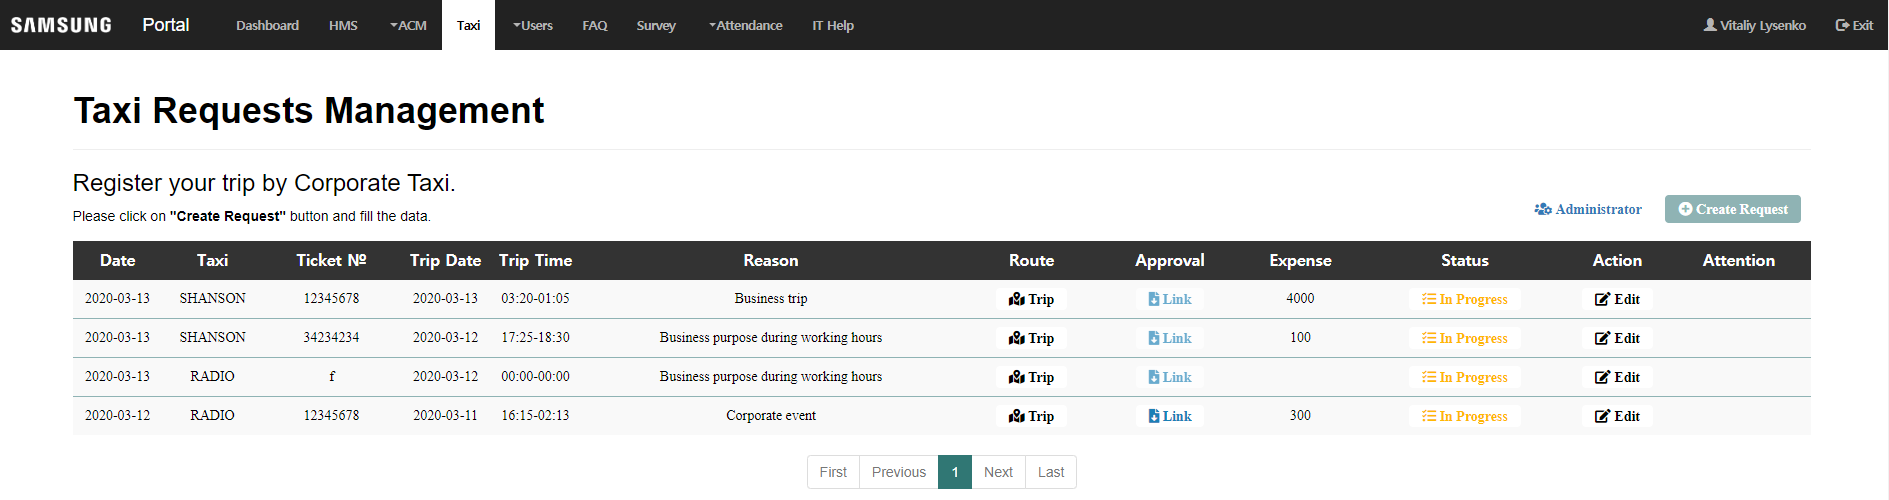 SAMSUNG Portal Dashboard HMS ACM Taxi Users FAQ Survey Attendance IT Help Vitaliy Lysenko Exit
Taxi Requests Management
Register your trip by Corporate Taxi.
Please click on "Create Request" button and fill the data.
Administrator Create Request
Date Taxi Ticket № Trip Date Trip Time Reason Route Approval Expense Status Action Attention
2020-03-13 SHANSON 12345678 2020-03-13 03:20-01:05 Business trip Trip Link 4000 In Progress Edit
2020-03-13 SHANSON 34234234 2020-03-12 17:25-18:30 Business purpose during working hours Trip Link 100 In Progress Edit
2020-03-13 RADIO f 2020-03-12 00:00-00:00 Business purpose during working hours Trip Link In Progress Edit
2020-03-12 RADIO 12345678 2020-03-11 16:15-02:13 Corporate event Trip Link 300 In Progress Edit
First Previous 1 Next Last